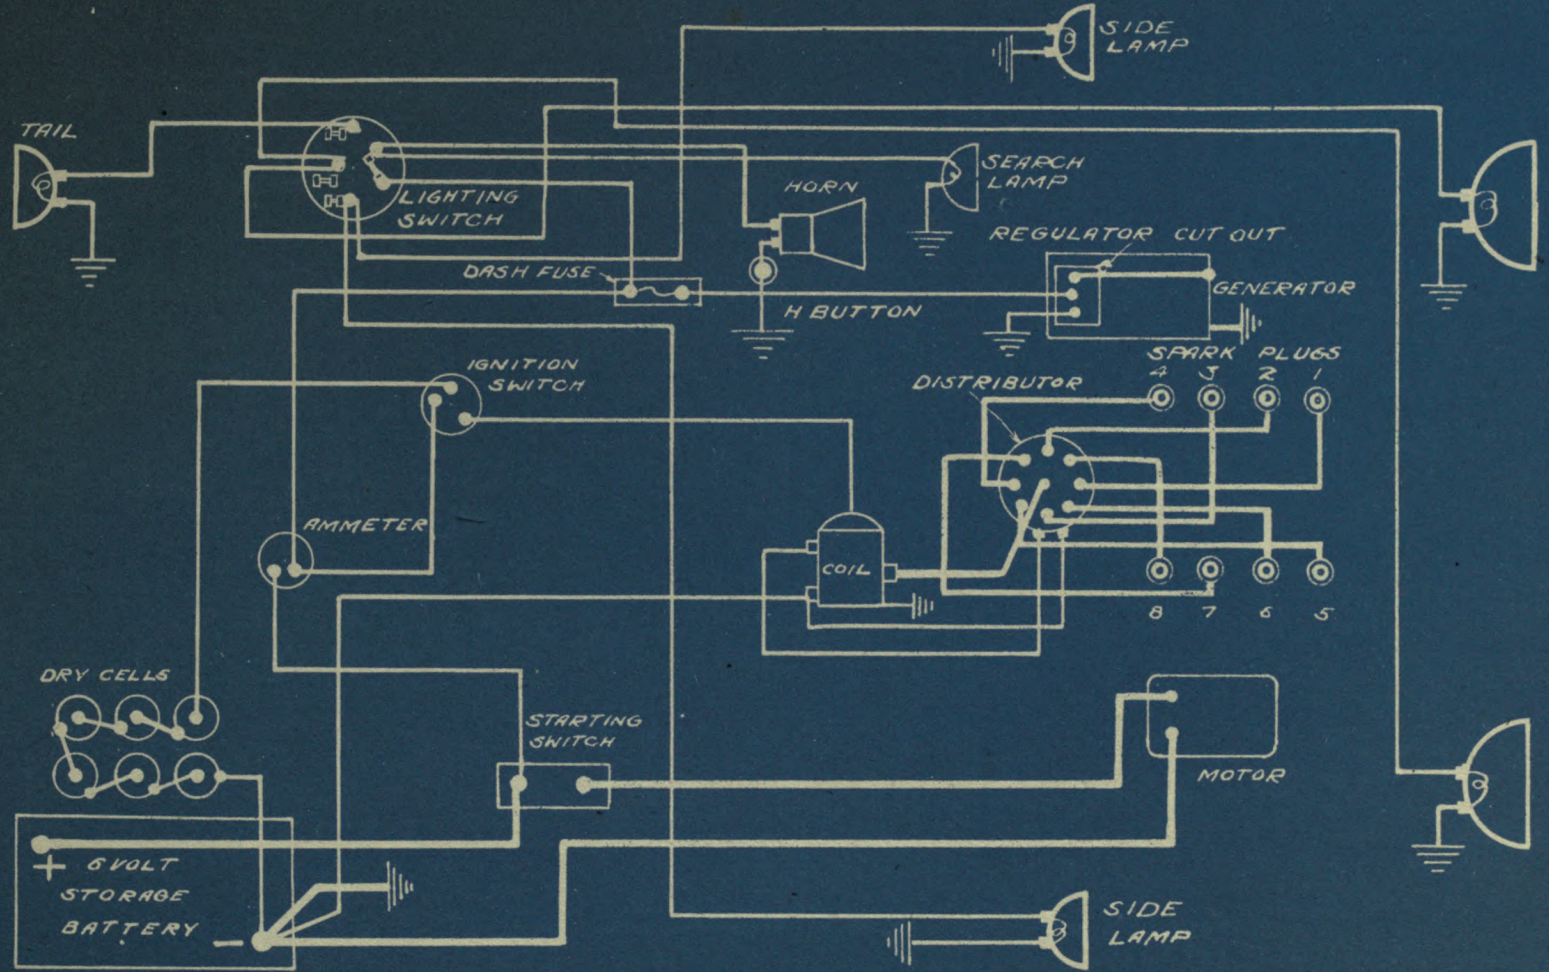 SIDE
LAMP
TAIL
LIGHTING
SWITCH
SEARCH
LAMP
HORN
REGULATOR CUT OUT
DASH FUSE
GENERATOR
H BUTTON
IGNITION
SWITCH
DISTRIBUTOR
SPARK PLUGS
4 3 2 1
AMMETER
COIL
8 7 6 5
DRY CELLS
STARTING
SWITCH
MOTOR
+ 6 VOLT
STORAGE
BATTERY -
SIDE
LAMP